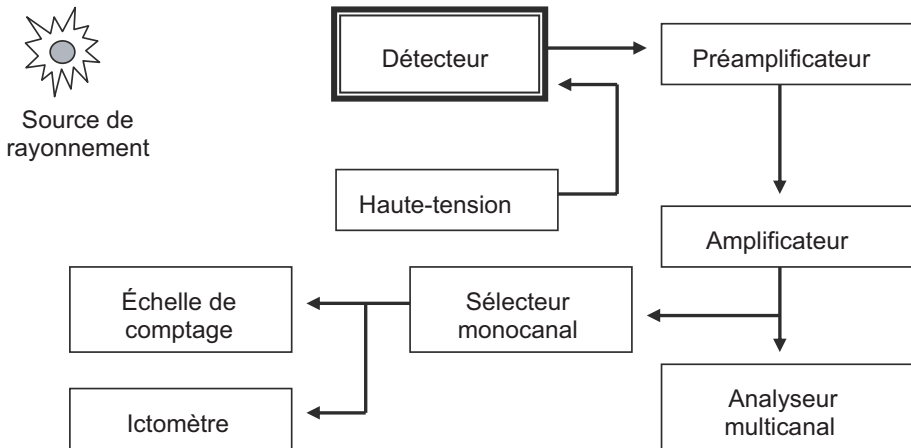 Source de
rayonnement
Détecteur
Préamplificateur
Haute-tension
Amplificateur
Échelle de
comptage
Sélecteur
monocanal
Ictomètre
Analyseur
multicanal